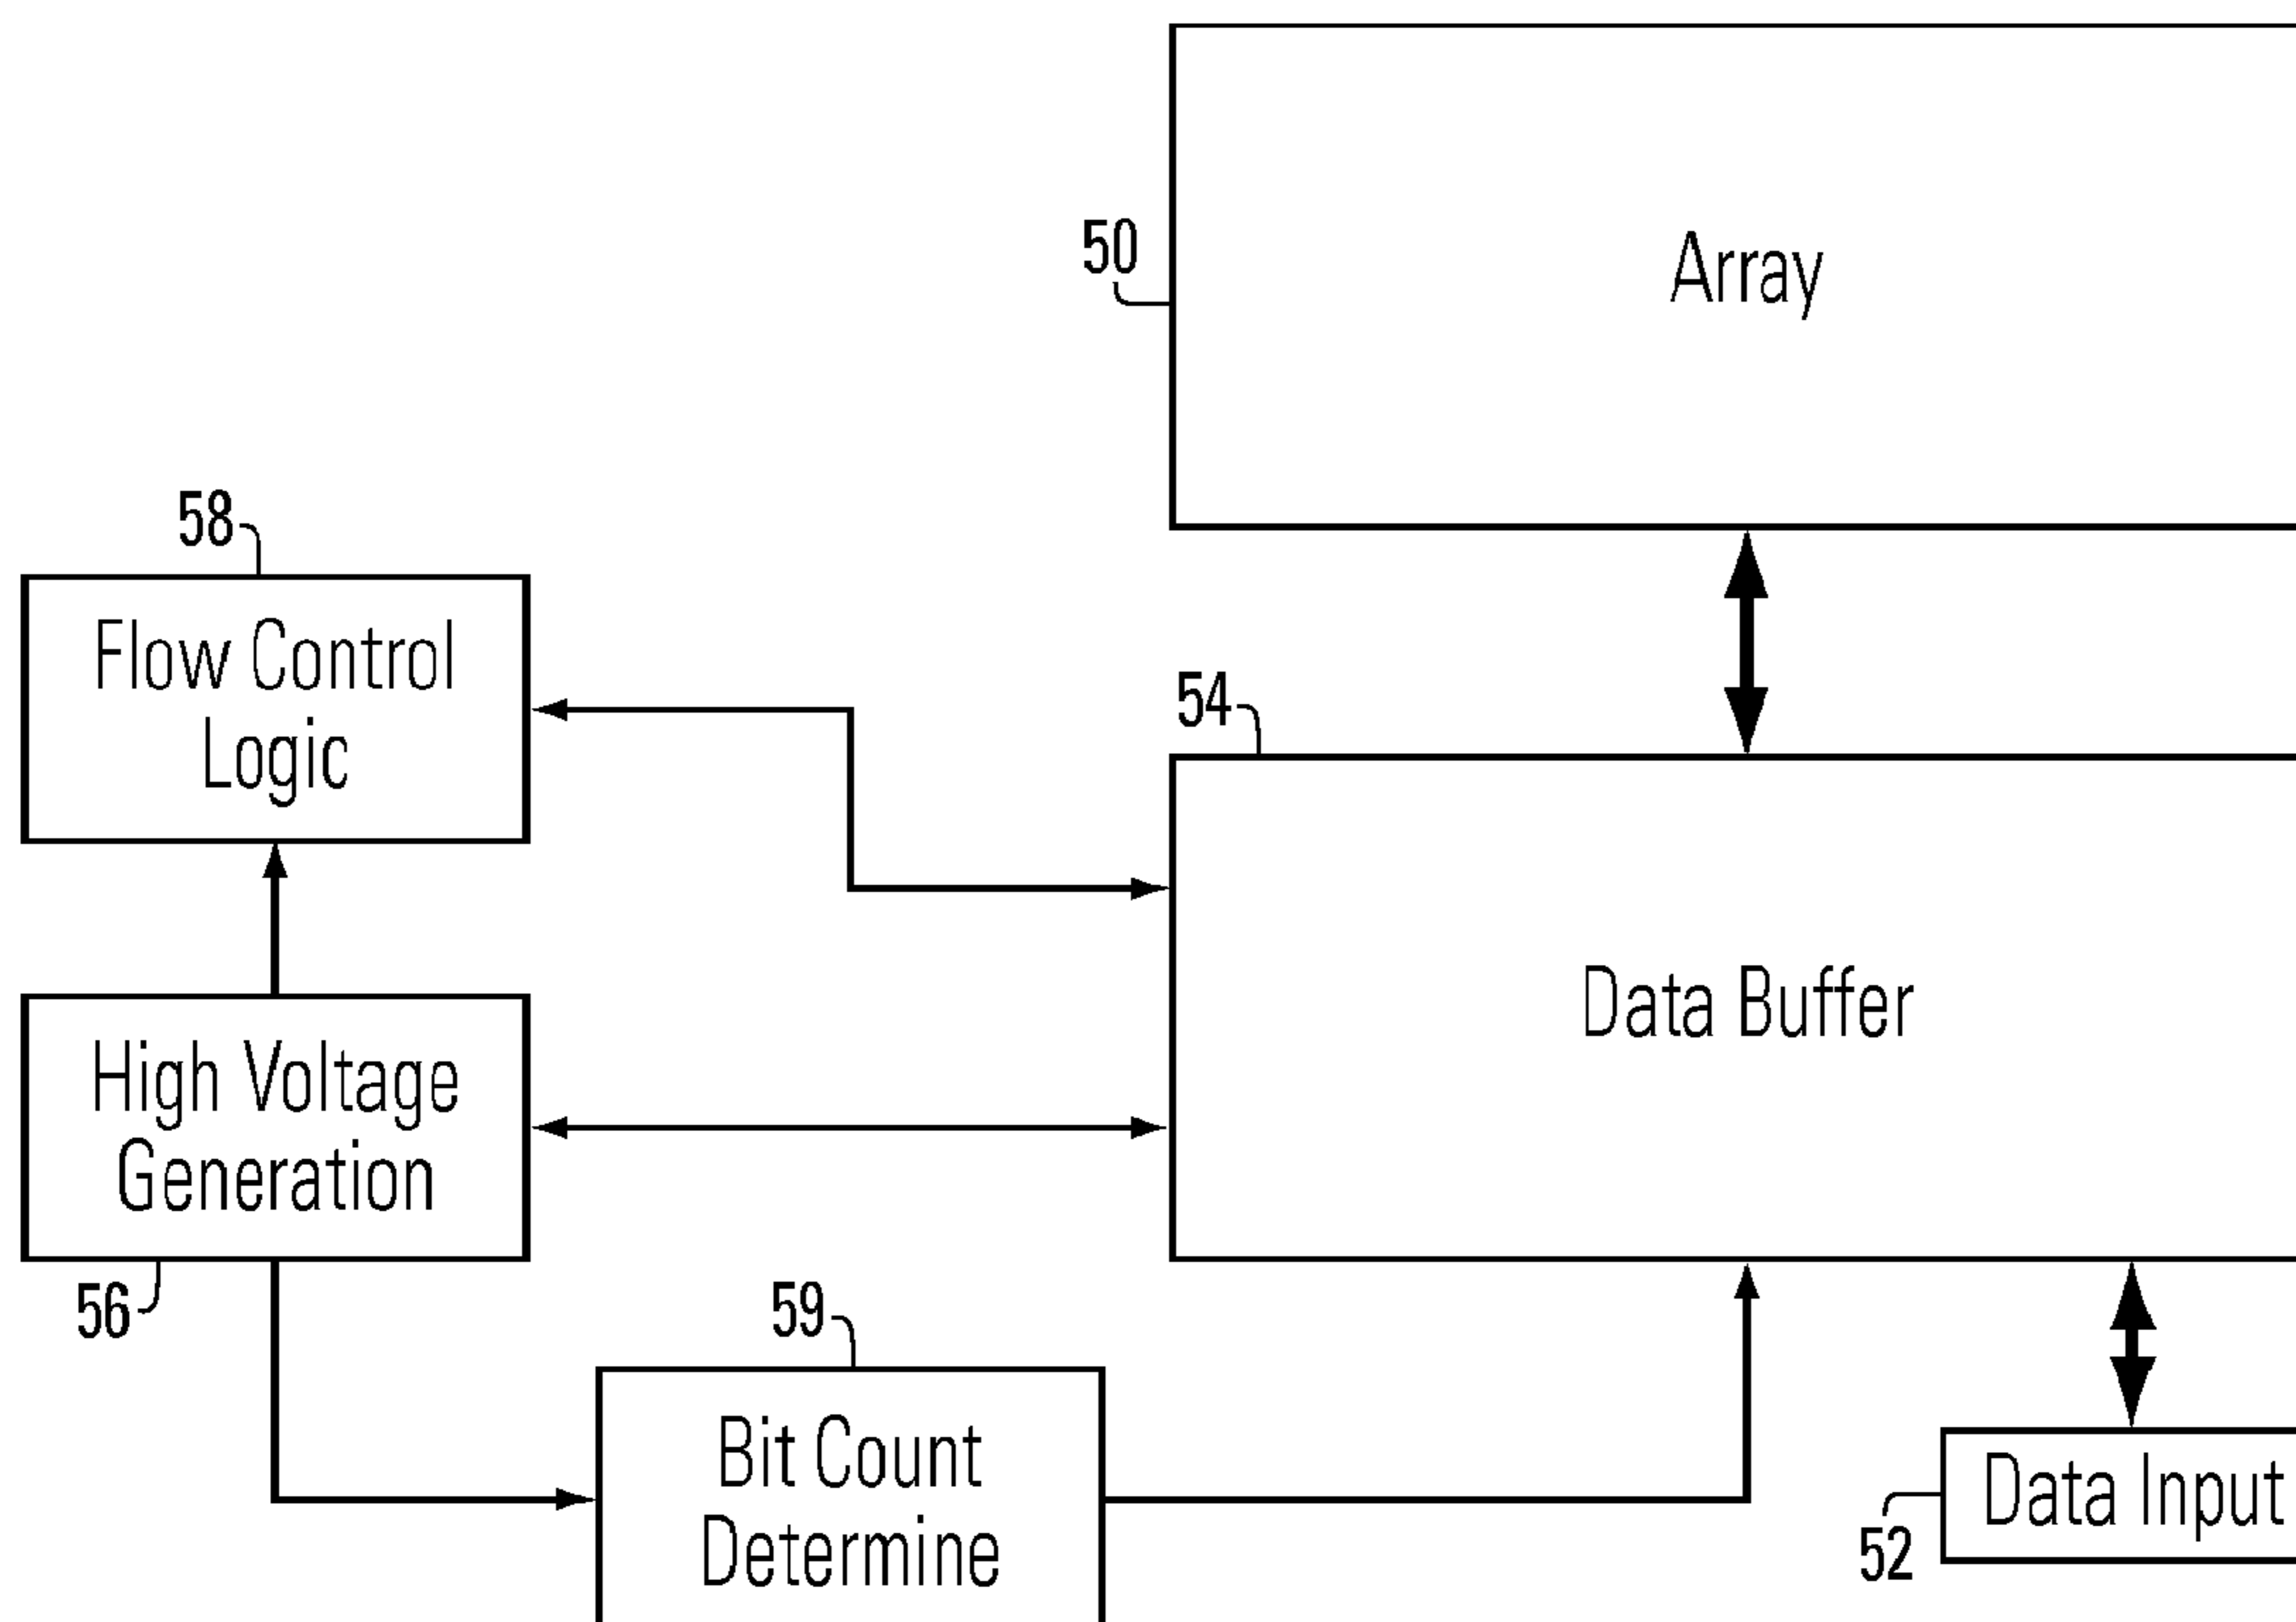 50
Array
58
Flow Control
Logic
54
High Voltage
Generation
56
Data Buffer
59
Bit Count
Determine
Data Input
52